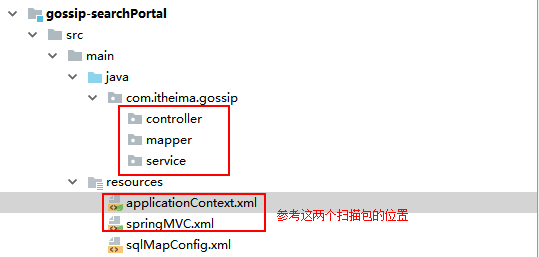 gossip-searchPortal
src
main
java
com.itheima.gossip
controller
mapper
service
resources
applicationContext.xml
springMVC.xml
参考这两个扫描包的位置
sqlMapConfig.xml